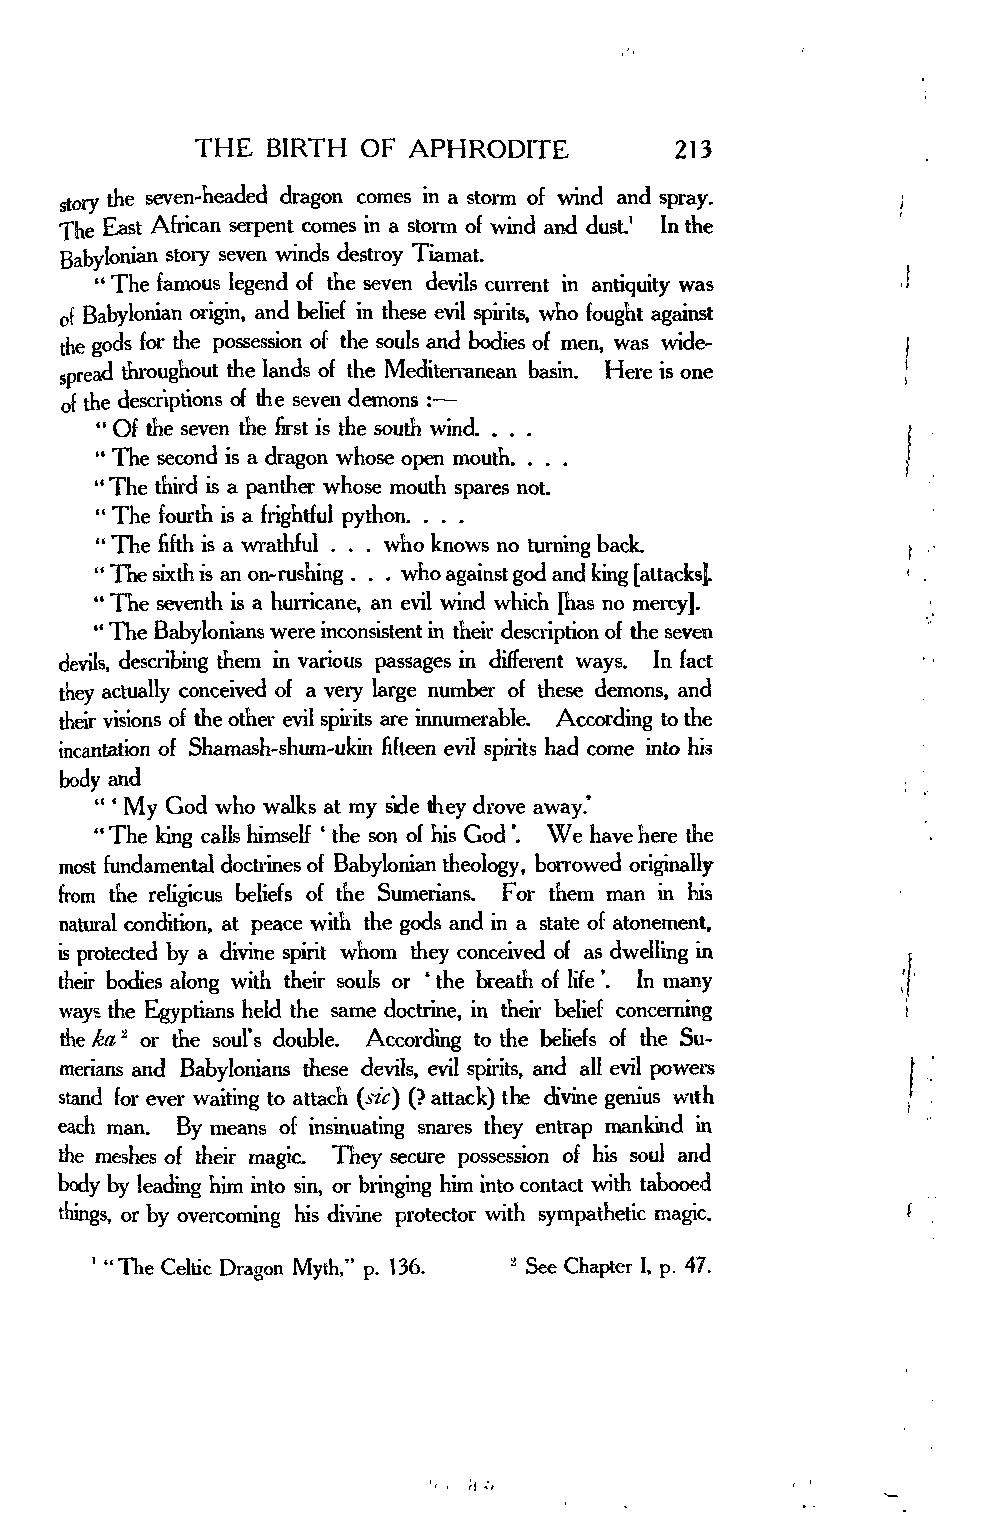 THE BIRTH OF APHRODITE 213
story the seven-headed dragon comes in a storm of wind and spray.
The East African serpent comes in a storm of wind and dust.¹ In the
Babylonian story seven winds destroy Tiamat.
“ The famous legend of the seven devils current in antiquity was
of Babylonian origin, and belief in these evil spirits, who fought against
the gods for the possession of the souls and bodies of men, was wide-
spread throughout the lands of the Mediterranean basin. Here is one
of the descriptions of the seven demons :—
“ Of the seven the first is the south wind. . . .
“ The second is a dragon whose open mouth. . . .
“ The third is a panther whose mouth spares not.
“ The fourth is a frightful python. . . .
“ The fifth is a wrathful . . . who knows no turning back.
“ The sixth is an on-rushing . . . who against god and king [attacks].
“ The seventh is a hurricane, an evil wind which [has no mercy].
“ The Babylonians were inconsistent in their description of the seven
devils, describing them in various passages in different ways. In fact
they actually conceived of a very large number of these demons, and
their visions of the other evil spirits are innumerable. According to the
incantation of Shamash-shum-ukin fifteen evil spirits had come into his
body and
“ ‘ My God who walks at my side they drove away.’
“ The king calls himself ‘ the son of his God ’. We have here the
most fundamental doctrines of Babylonian theology, borrowed originally
from the religicus beliefs of the Sumerians. For them man in his
natural condition, at peace with the gods and in a state of atonement,
is protected by a divine spirit whom they conceived of as dwelling in
their bodies along with their souls or ‘ the breath of life ’. In many
ways the Egyptians held the same doctrine, in their belief concerning
the ka² or the soul’s double. According to the beliefs of the Su-
merians and Babylonians these devils, evil spirits, and all evil powers
stand for ever waiting to attach (sic) (? attack) the divine genius with
each man. By means of insinuating snares they entrap mankind in
the meshes of their magic. They secure possession of his soul and
body by leading him into sin, or bringing him into contact with tabooed
things, or by overcoming his divine protector with sympathetic magic.
¹ “ The Celtic Dragon Myth,” p. 136. ² See Chapter I, p. 47.